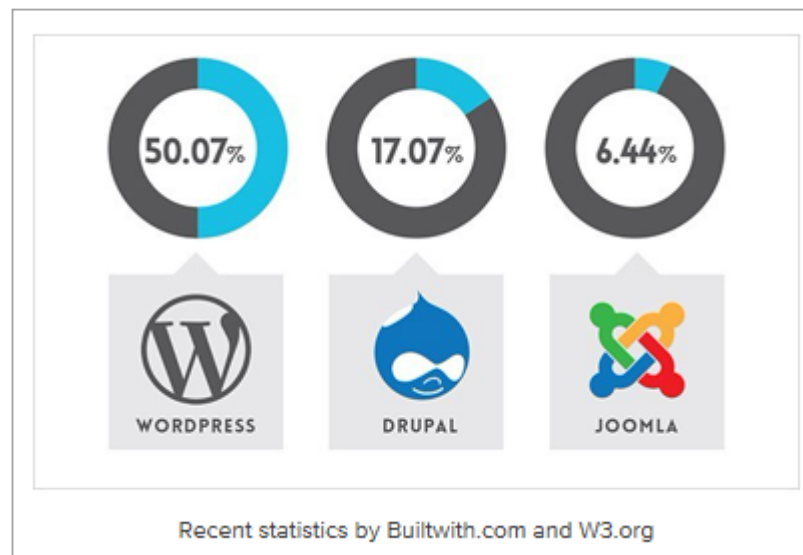 50.07%
17.07%
6.44%
WORDPRESS
DRUPAL
JOOMLA
Recent statistics by Builtwith.com and W3.org